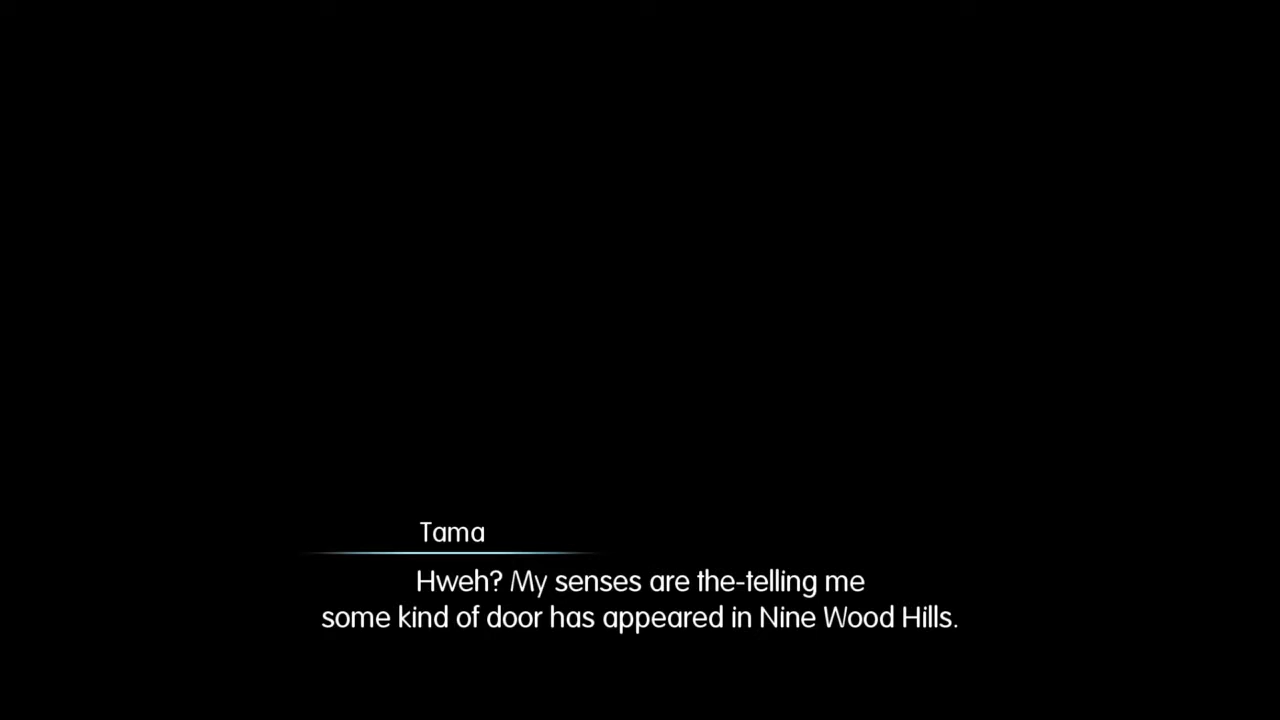 Tama
Hweh? My senses are the-telling me
some kind of door has appeared in Nine Wood Hills.